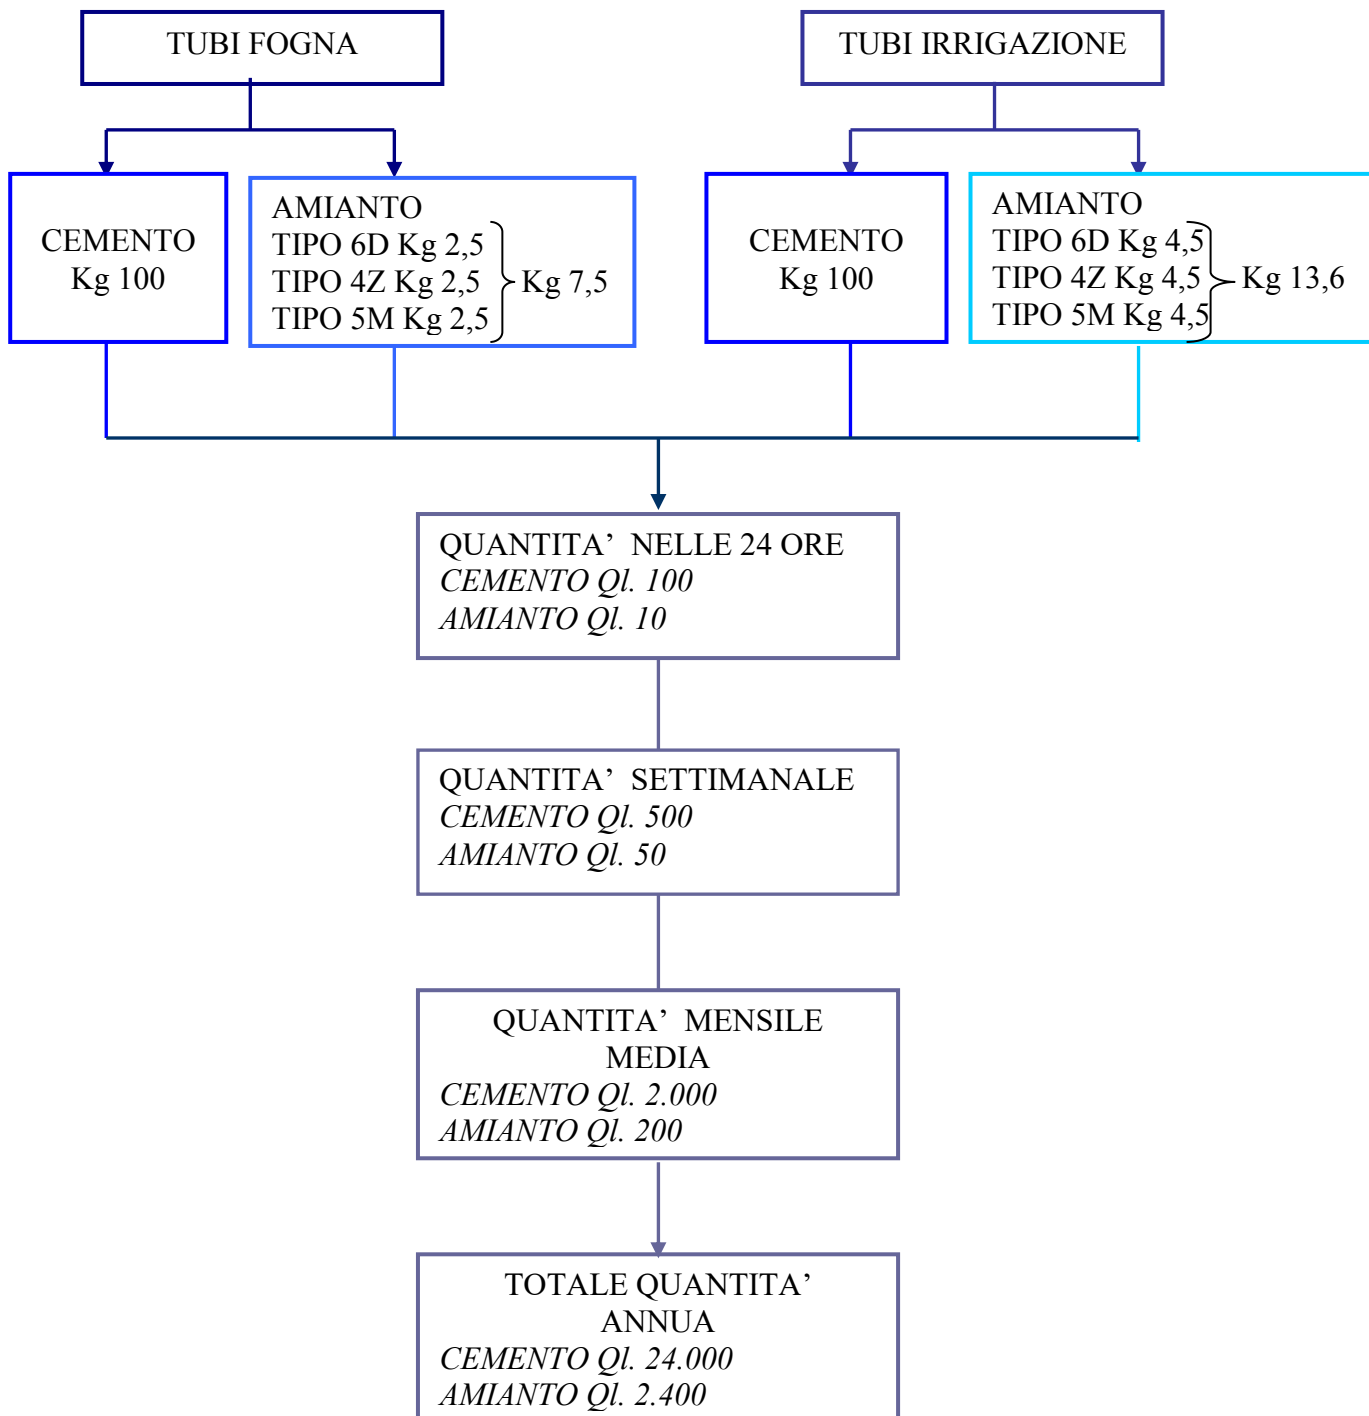 TUBI FOGNA
TUBI IRRIGAZIONE
CEMENTO
Kg 100
AMIANTO
TIPO 6D Kg 2,5
TIPO 4Z Kg 2,5
TIPO 5M Kg 2,5
Kg 7,5
CEMENTO
Kg 100
AMIANTO
TIPO 6D Kg 4,5
TIPO 4Z Kg 4,5
TIPO 5M Kg 4,5
Kg 13,6
QUANTITA’  NELLE 24 ORE
CEMENTO Ql. 100
AMIANTO Ql. 10
QUANTITA’  SETTIMANALE
CEMENTO Ql. 500
AMIANTO Ql. 50
QUANTITA’  MENSILE
MEDIA
CEMENTO Ql. 2.000
AMIANTO Ql. 200
TOTALE QUANTITA’
ANNUA
CEMENTO Ql. 24.000
AMIANTO Ql. 2.400